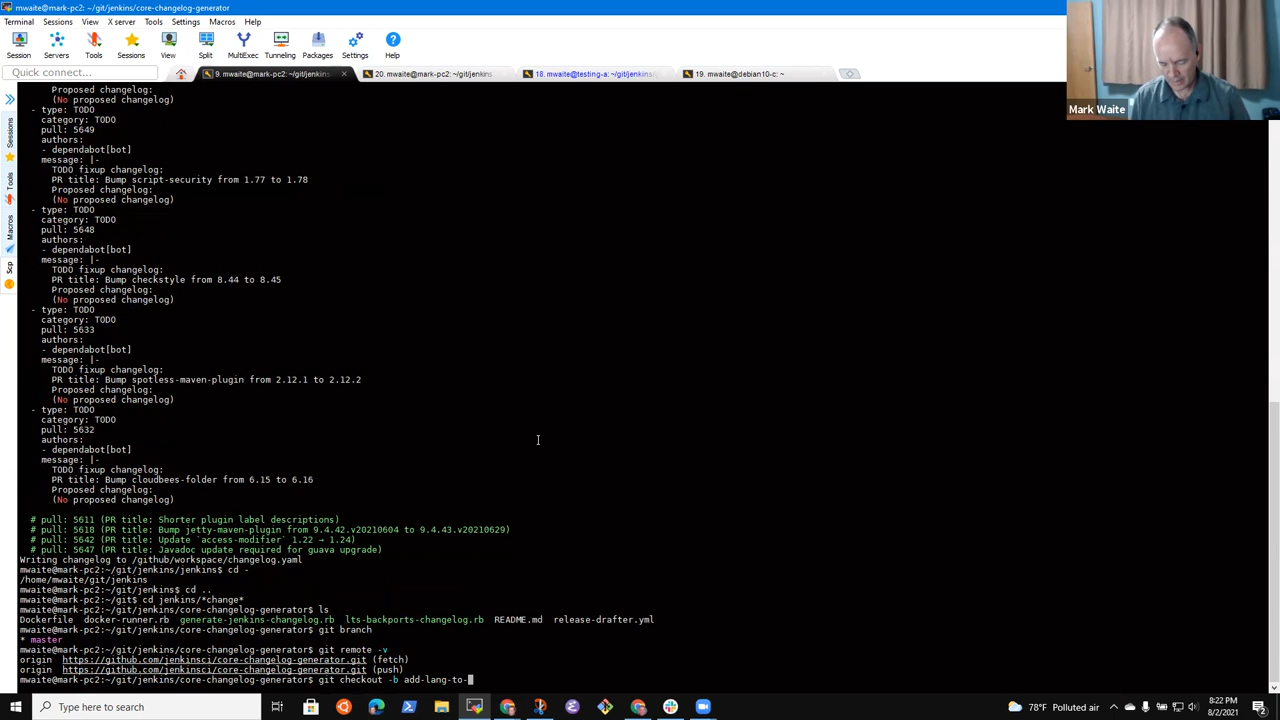 mwaite@mark-pc2: ~/git/jenkins/core-changelog-generator
Terminal Sessions View X server Tools Settings Macros Help
Session Servers Tools Sessions View Split MultiExec Tunneling Packages Settings Help
Quick connect... 9. mwaite@mark-pc2: ~/git/jenkins 20. mwaite@mark-pc2: ~/git/jenkins 18. mwaite@testing-a: ~/git/jenkins 19. mwaite@debian10-c: ~
Mark Waite
Sessions
Tools
Macros
Scp
Proposed changelog:
(No proposed changelog)
- type: TODO
category: TODO
pull: 5649
authors:
- dependabot[bot]
message: |-
TODO fixup changelog:
PR title: Bump script-security from 1.77 to 1.78
Proposed changelog:
(No proposed changelog)
- type: TODO
category: TODO
pull: 5648
authors:
- dependabot[bot]
message: |-
TODO fixup changelog:
PR title: Bump checkstyle from 8.44 to 8.45
Proposed changelog:
(No proposed changelog)
- type: TODO
category: TODO
pull: 5633
authors:
- dependabot[bot]
message: |-
TODO fixup changelog:
PR title: Bump spotless-maven-plugin from 2.12.1 to 2.12.2
Proposed changelog:
(No proposed changelog)
- type: TODO
category: TODO
pull: 5632
authors:
- dependabot[bot]
message: |-
TODO fixup changelog:
PR title: Bump cloudbees-folder from 6.15 to 6.16
Proposed changelog:
(No proposed changelog)
# pull: 5611 (PR title: Shorter plugin label descriptions)
# pull: 5618 (PR title: Bump jetty-maven-plugin from 9.4.42.v20210604 to 9.4.43.v20210629)
# pull: 5642 (PR title: Update `access-modifier` 1.22 → 1.24)
# pull: 5647 (PR title: Javadoc update required for guava upgrade)
Writing changelog to /github/workspace/changelog.yaml
mwaite@mark-pc2:~/git/jenkins/jenkins$ cd -
/home/mwaite/git/jenkins
mwaite@mark-pc2:~/git/jenkins$ cd ..
mwaite@mark-pc2:~/git$ cd jenkins/*change*
mwaite@mark-pc2:~/git/jenkins/core-changelog-generator$ ls
Dockerfile docker-runner.rb generate-jenkins-changelog.rb lts-backports-changelog.rb README.md release-drafter.yml
mwaite@mark-pc2:~/git/jenkins/core-changelog-generator$ git branch
* master
mwaite@mark-pc2:~/git/jenkins/core-changelog-generator$ git remote -v
origin https://github.com/jenkinsci/core-changelog-generator.git (fetch)
origin https://github.com/jenkinsci/core-changelog-generator.git (push)
mwaite@mark-pc2:~/git/jenkins/core-changelog-generator$ git checkout -b add-lang-to-
Type here to search
78°F Polluted air
8:22 PM
8/2/2021